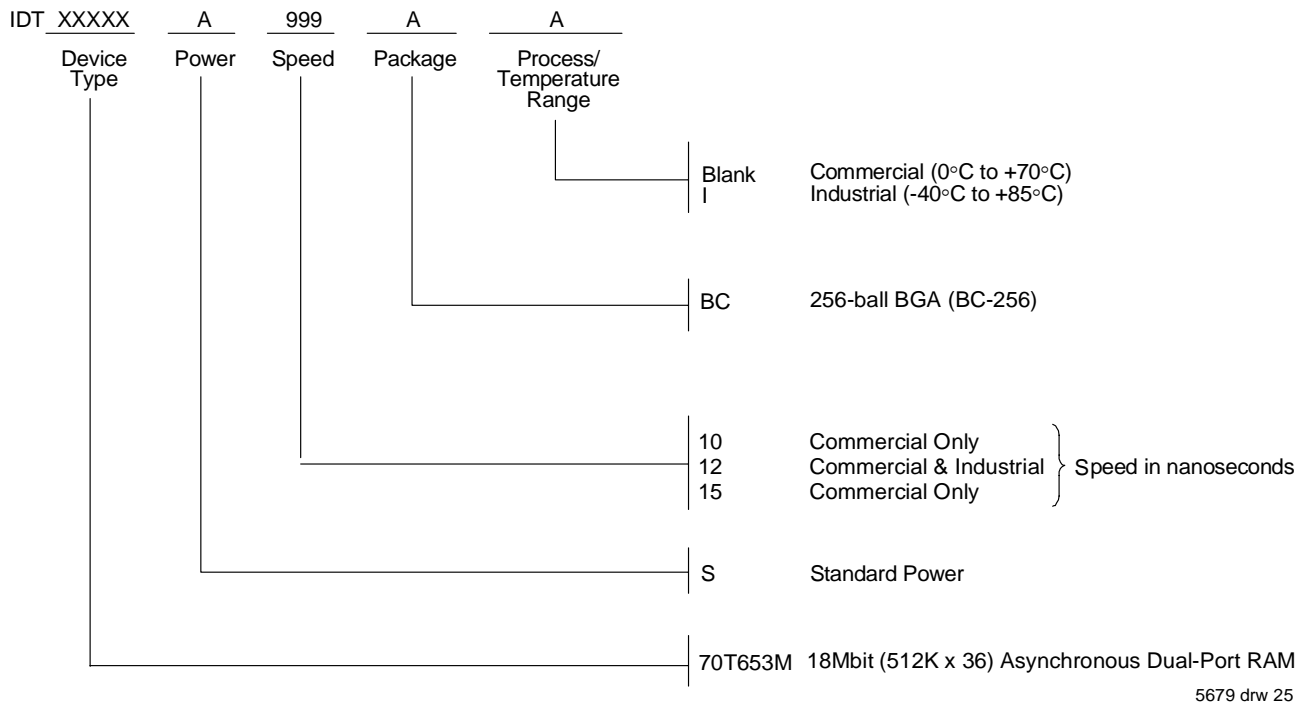 IDT XXXXX A 999 A A
Device Type Power Speed Package Process/ Temperature Range
Blank Commercial (0°C to +70°C)
I Industrial (-40°C to +85°C)
BC 256-ball BGA (BC-256)
10 Commercial Only
12 Commercial & Industrial Speed in nanoseconds
15 Commercial Only
S Standard Power
70T653M 18Mbit (512K x 36) Asynchronous Dual-Port RAM
5679 drw 25